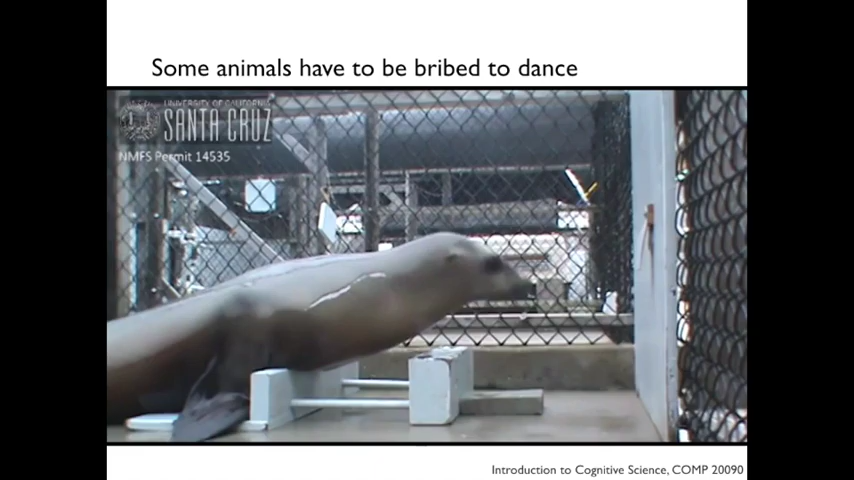 Some animals have to be bribed to dance
UNIVERSITY OF CALIFORNIA
SANTA CRUZ
NMFS Permit 14535
Introduction to Cognitive Science, COMP 20090